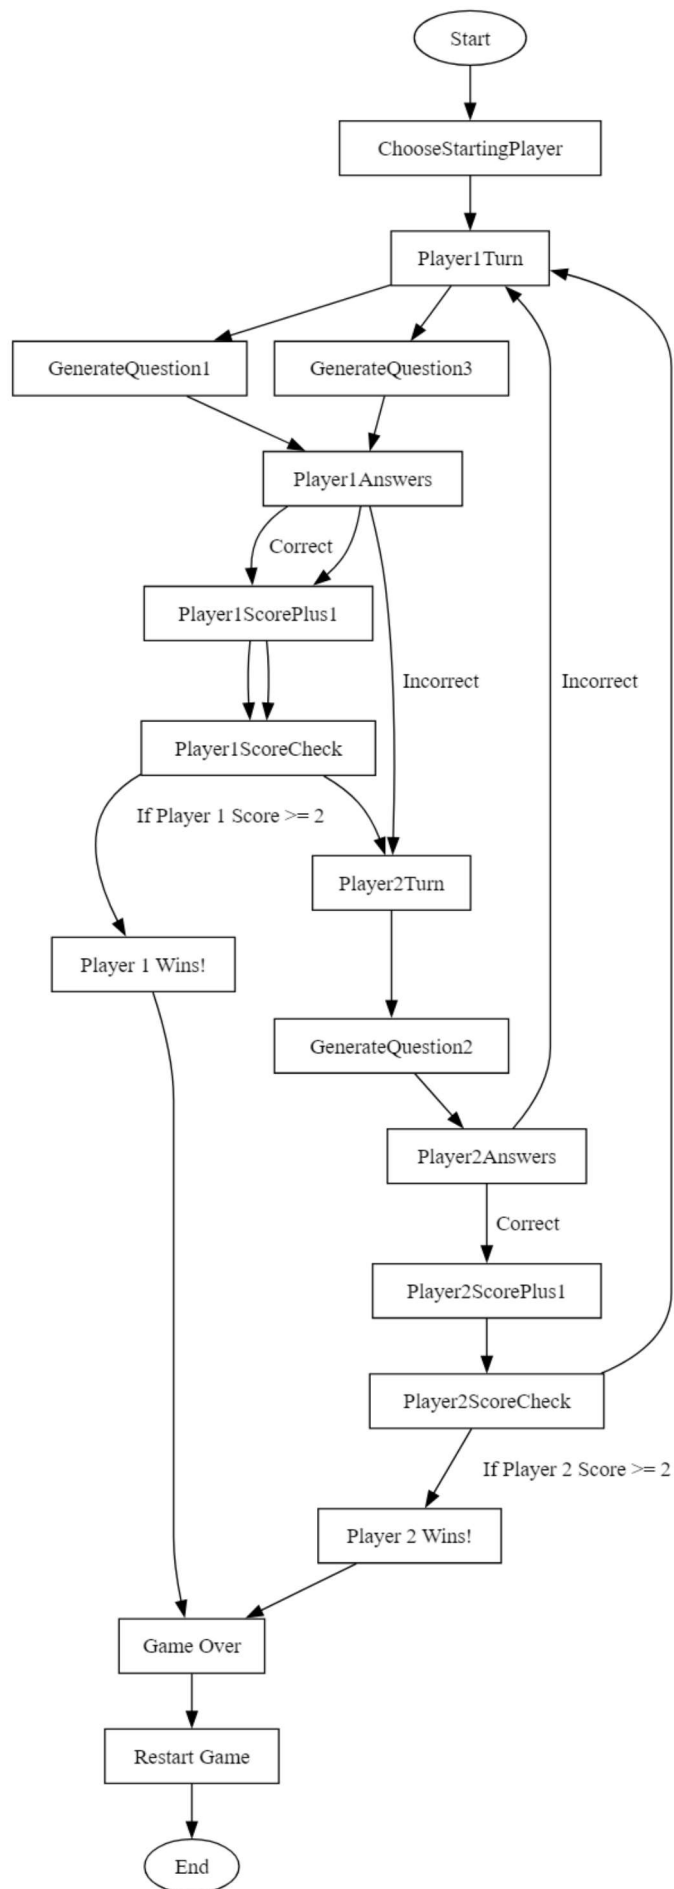 Start
ChooseStartingPlayer
Player1Turn
GenerateQuestion1
GenerateQuestion3
Player1Answers
Correct
Player1ScorePlus1
Incorrect
Incorrect
Player1ScoreCheck
If Player 1 Score >= 2
Player2Turn
Player 1 Wins!
GenerateQuestion2
Player2Answers
Correct
Player2ScorePlus1
Player2ScoreCheck
If Player 2 Score >= 2
Player 2 Wins!
Game Over
Restart Game
End